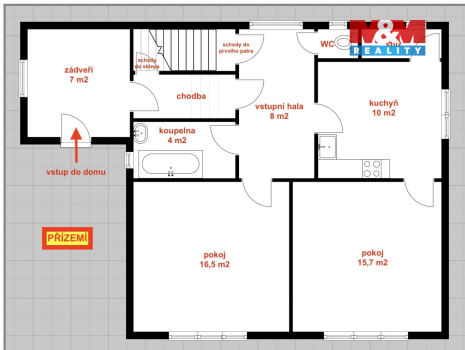 M&M
REALITY
schody do
prvního patra
WC
schody
do sklepa
zádveří
7 m2
chodba
vstupní hala
8 m2
kuchyň
10 m2
koupelna
4 m2
vstup do domu
PŘÍZEMÍ
pokoj
16,5 m2
pokoj
15,7 m2